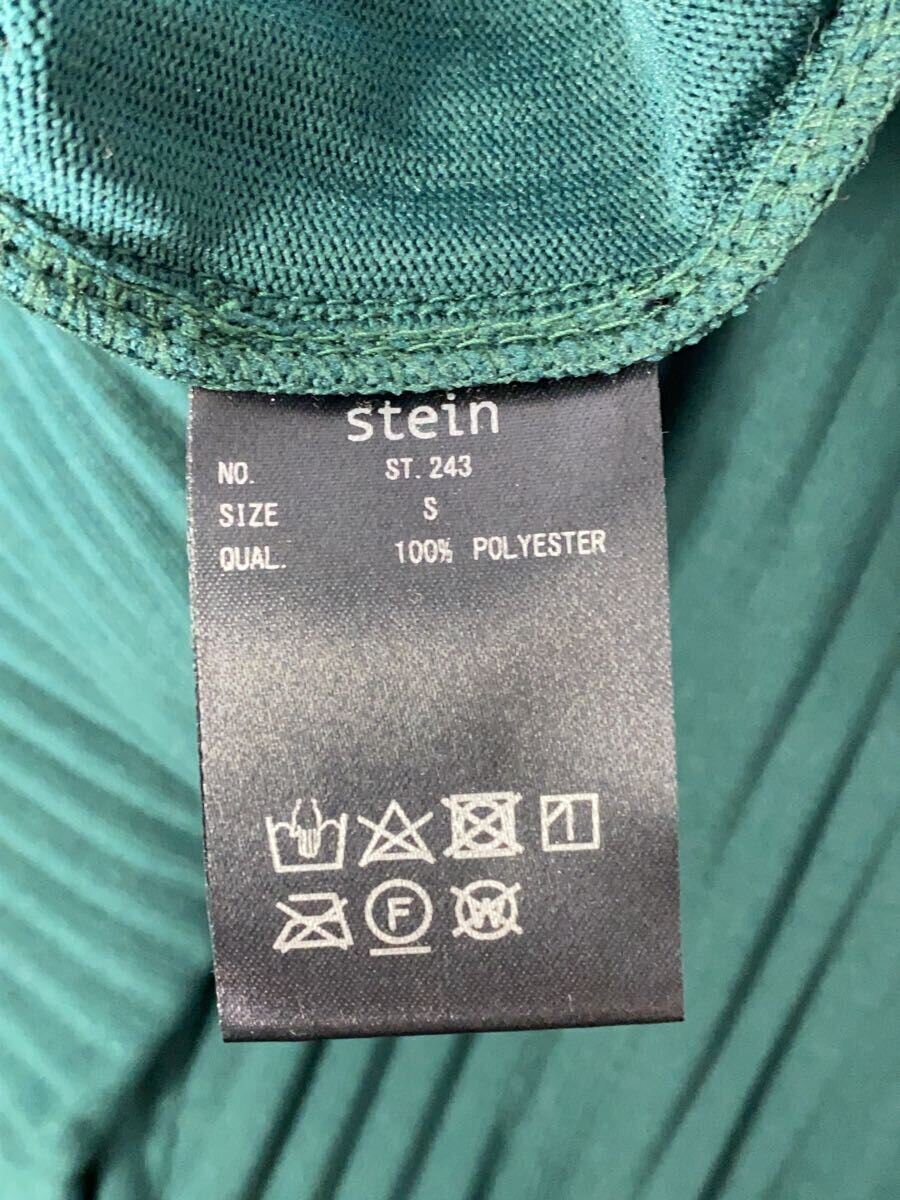 stein
NO. ST.243
SIZE S
QUAL. 100% POLYESTER
F W